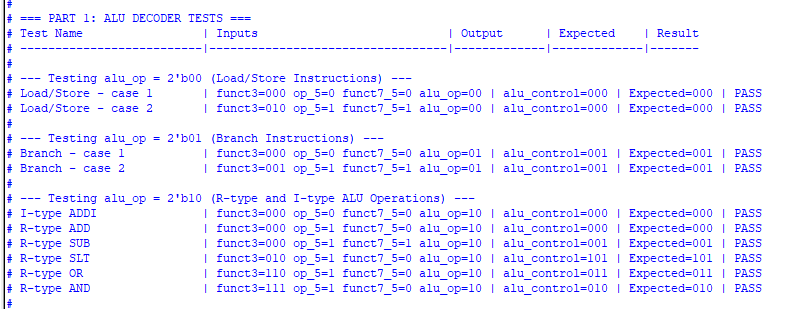 #
# === PART 1: ALU DECODER TESTS ===
# Test Name                | Inputs                        | Output     | Expected    | Result
# --------------------------|-------------------------------|------------|-------------|-------
#
# --- Testing alu_op = 2'b00 (Load/Store Instructions) ---
# Load/Store - case 1       | funct3=000 op_5=0 funct7_5=0 alu_op=00 | alu_control=000 | Expected=000 | PASS
# Load/Store - case 2       | funct3=010 op_5=1 funct7_5=1 alu_op=00 | alu_control=000 | Expected=000 | PASS
#
# --- Testing alu_op = 2'b01 (Branch Instructions) ---
# Branch - case 1           | funct3=000 op_5=0 funct7_5=0 alu_op=01 | alu_control=001 | Expected=001 | PASS
# Branch - case 2           | funct3=001 op_5=1 funct7_5=1 alu_op=01 | alu_control=001 | Expected=001 | PASS
#
# --- Testing alu_op = 2'b10 (R-type and I-type ALU Operations) ---
# I-type ADDI               | funct3=000 op_5=0 funct7_5=0 alu_op=10 | alu_control=000 | Expected=000 | PASS
# R-type ADD                | funct3=000 op_5=1 funct7_5=0 alu_op=10 | alu_control=000 | Expected=000 | PASS
# R-type SUB                | funct3=000 op_5=1 funct7_5=1 alu_op=10 | alu_control=001 | Expected=001 | PASS
# R-type SLT                | funct3=010 op_5=1 funct7_5=0 alu_op=10 | alu_control=101 | Expected=101 | PASS
# R-type OR                 | funct3=110 op_5=1 funct7_5=0 alu_op=10 | alu_control=011 | Expected=011 | PASS
# R-type AND                | funct3=111 op_5=1 funct7_5=0 alu_op=10 | alu_control=010 | Expected=010 | PASS
#